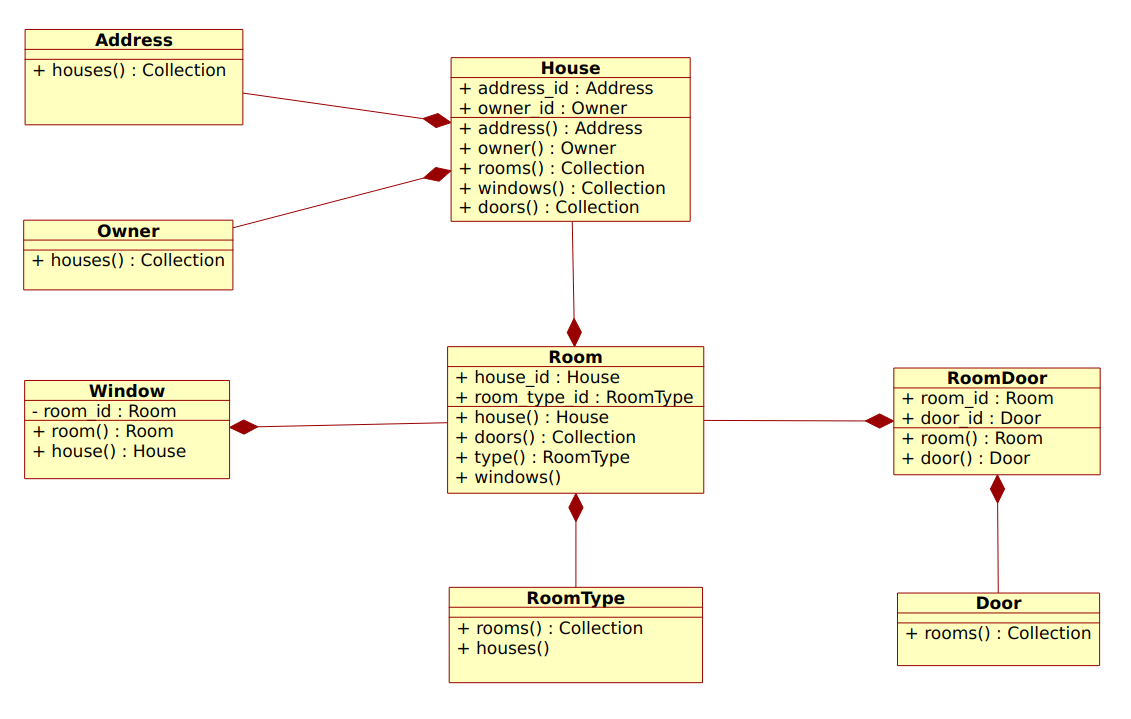 Address
+ houses() : Collection
House
+ address_id : Address
+ owner_id : Owner
+ address() : Address
+ owner() : Owner
+ rooms() : Collection
+ windows() : Collection
+ doors() : Collection
Owner
+ houses() : Collection
Window
- room_id : Room
+ room() : Room
+ house() : House
Room
+ house_id : House
+ room_type_id : RoomType
+ house() : House
+ doors() : Collection
+ type() : RoomType
+ windows()
RoomDoor
+ room_id : Room
+ door_id : Door
+ room() : Room
+ door() : Door
RoomType
+ rooms() : Collection
+ houses()
Door
+ rooms() : Collection